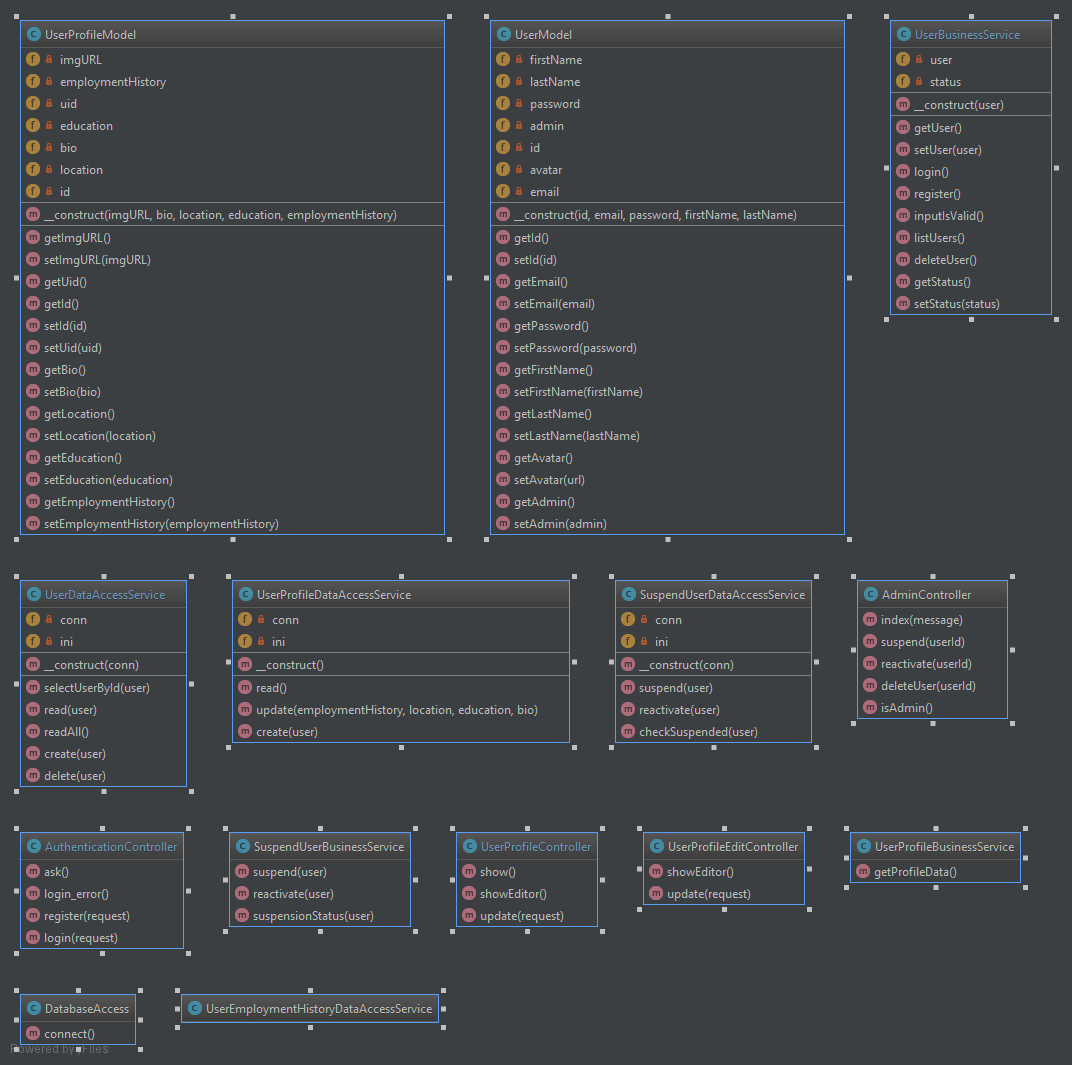 UserProfileModel
imgURL
employmentHistory
uid
education
bio
location
id
__construct(imgURL, bio, location, education, employmentHistory)
getImgURL()
setImgURL(imgURL)
getUid()
getId()
setId(id)
setUid(uid)
getBio()
setBio(bio)
getLocation()
setLocation(location)
getEducation()
setEducation(education)
getEmploymentHistory()
setEmploymentHistory(employmentHistory)
UserModel
firstName
lastName
password
admin
id
avatar
email
__construct(id, email, password, firstName, lastName)
getId()
setId(id)
getEmail()
setEmail(email)
getPassword()
setPassword(password)
getFirstName()
setFirstName(firstName)
getLastName()
setLastName(lastName)
getAvatar()
setAvatar(url)
getAdmin()
setAdmin(admin)
UserBusinessService
user
status
__construct(user)
getUser()
setUser(user)
login()
register()
inputIsValid()
listUsers()
deleteUser()
getStatus()
setStatus(status)
UserDataAccessService
conn
ini
__construct(conn)
selectUserById(user)
read(user)
readAll()
create(user)
delete(user)
UserProfileDataAccessService
conn
ini
__construct()
read()
update(employmentHistory, location, education, bio)
create(user)
SuspendUserDataAccessService
conn
ini
__construct(conn)
suspend(user)
reactivate(user)
checkSuspended(user)
AdminController
index(message)
suspend(userId)
reactivate(userId)
deleteUser(userId)
isAdmin()
AuthenticationController
ask()
login_error()
register(request)
login(request)
SuspendUserBusinessService
suspend(user)
reactivate(user)
suspensionStatus(user)
UserProfileController
show()
showEditor()
update(request)
UserProfileEditController
showEditor()
update(request)
UserProfileBusinessService
getProfileData()
DatabaseAccess
connect()
UserEmploymentHistoryDataAccessService
Powered by yFiles